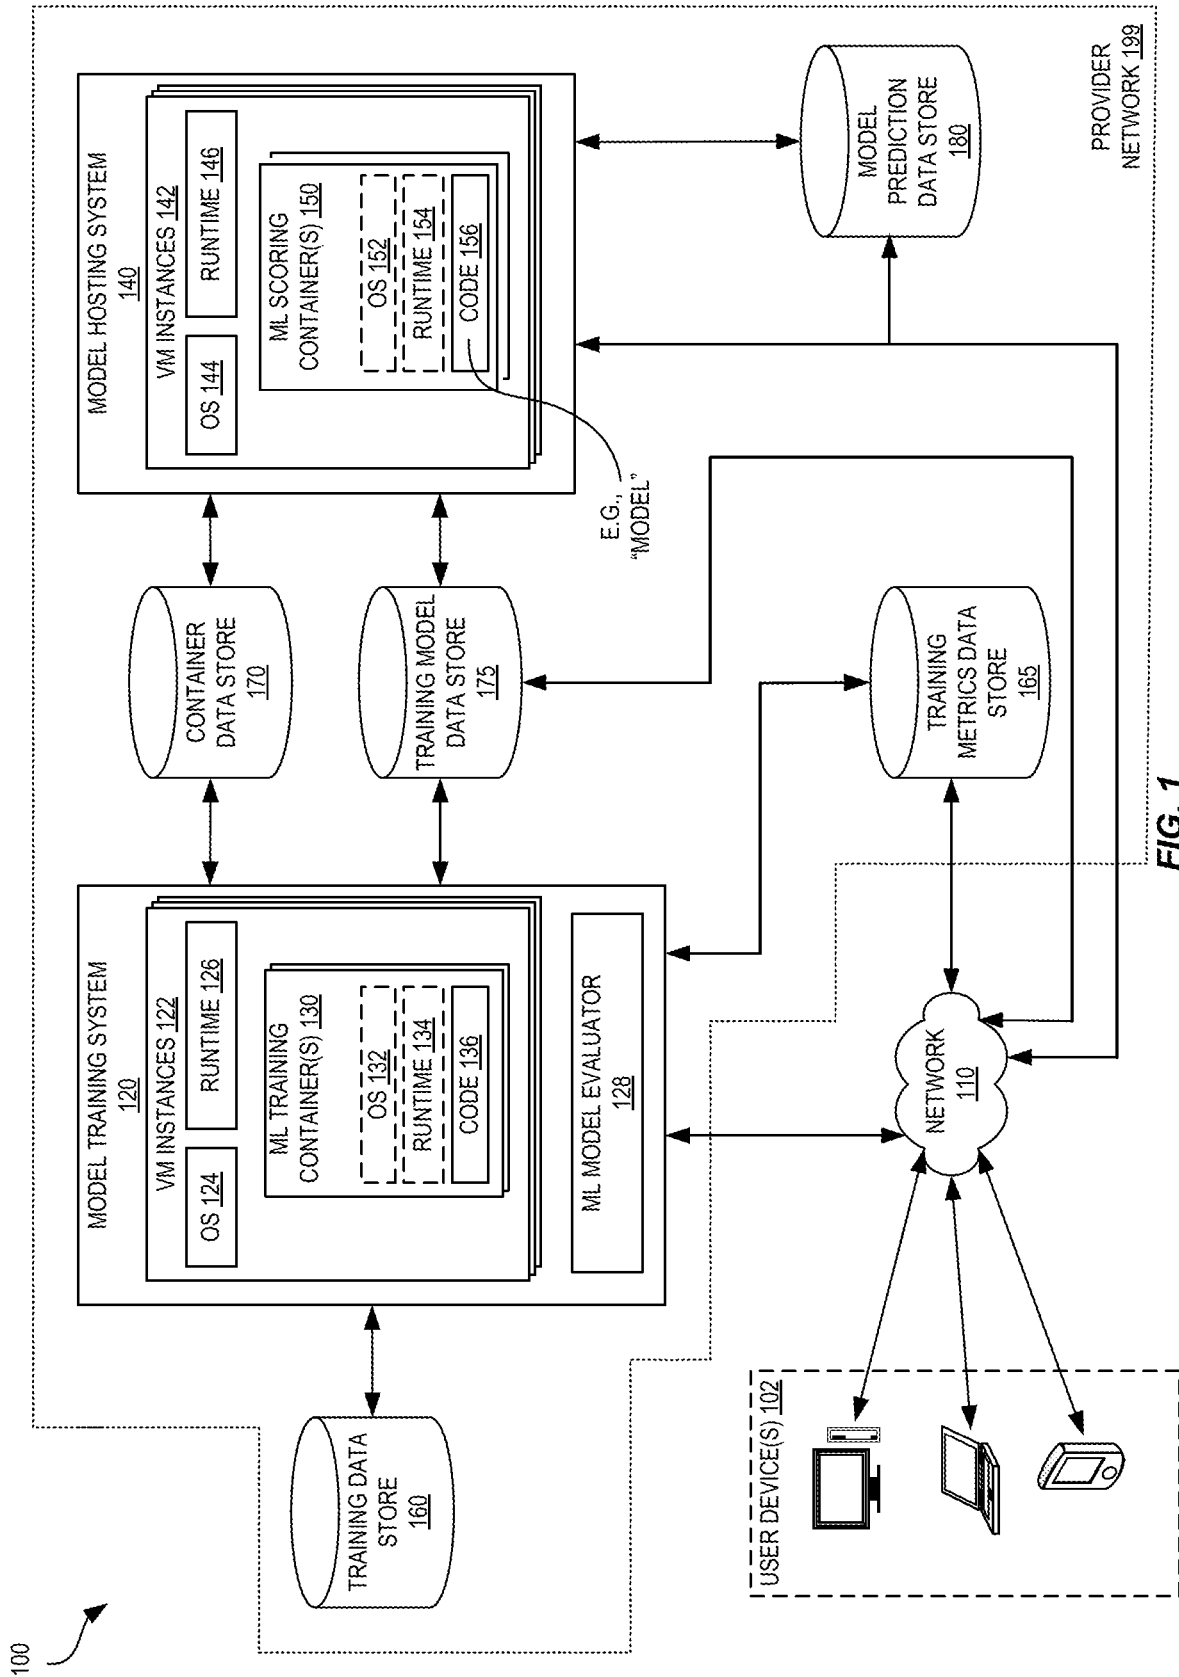 100
TRAINING DATA
STORE
160
MODEL TRAINING SYSTEM
120
VM INSTANCES 122
OS 124
RUNTIME 126
ML TRAINING
CONTAINER(S) 130
OS 132
RUNTIME 134
CODE 136
ML MODEL EVALUATOR
128
CONTAINER
DATA STORE
170
TRAINING MODEL
DATA STORE
175
MODEL HOSTING SYSTEM
140
VM INSTANCES 142
OS 144
RUNTIME 146
ML SCORING
CONTAINER(S) 150
OS 152
RUNTIME 154
CODE 156
E.G.,
“MODEL”
USER DEVICE(S) 102
NETWORK
110
TRAINING
METRICS DATA
STORE
165
MODEL
PREDICTION
DATA STORE
180
PROVIDER
NETWORK 199
FIG. 1